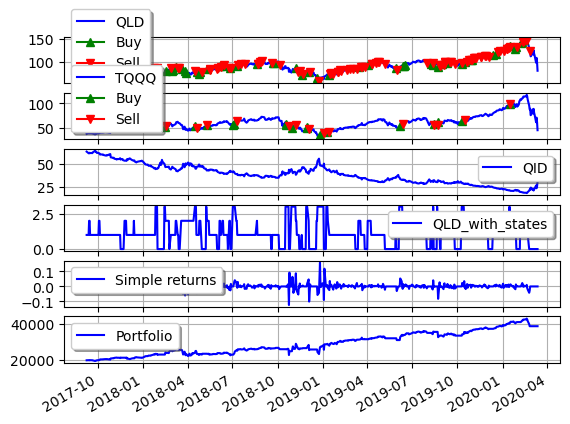 QLD
Buy
Sell
150
100
TQQQ
Buy
Sell
100
50
QID
50
25
QLD_with_states
2.5
0.0
Simple returns
0.1
0.0
−0.1
Portfolio
40000
20000
2017-10 2018-01 2018-04 2018-07 2018-10 2019-01 2019-04 2019-07 2019-10 2020-01 2020-04